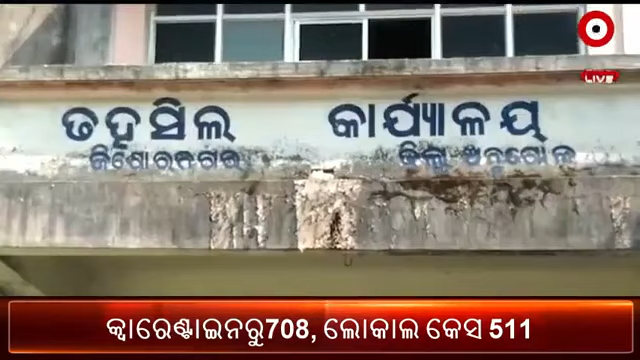 LIVE
ତହସିଲ କାର୍ଯ୍ୟାଳୟ
କିଶୋରନଗର ଜିଲ୍ଲା ଅନୁଗୋଳ
କ୍ୱାରେଣ୍ଟାଇନରୁ708, ଲୋକାଲ କେସ 511